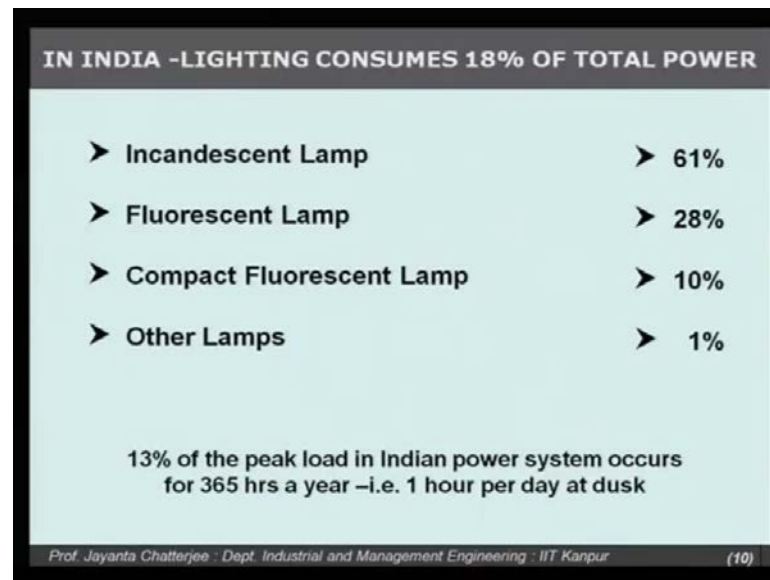 IN INDIA -LIGHTING CONSUMES 18% OF TOTAL POWER
➤ Incandescent Lamp ➤ 61%
➤ Fluorescent Lamp ➤ 28%
➤ Compact Fluorescent Lamp ➤ 10%
➤ Other Lamps ➤ 1%
13% of the peak load in Indian power system occurs
for 365 hrs a year –i.e. 1 hour per day at dusk
Prof. Jayanta Chatterjee : Dept. Industrial and Management Engineering : IIT Kanpur (10)